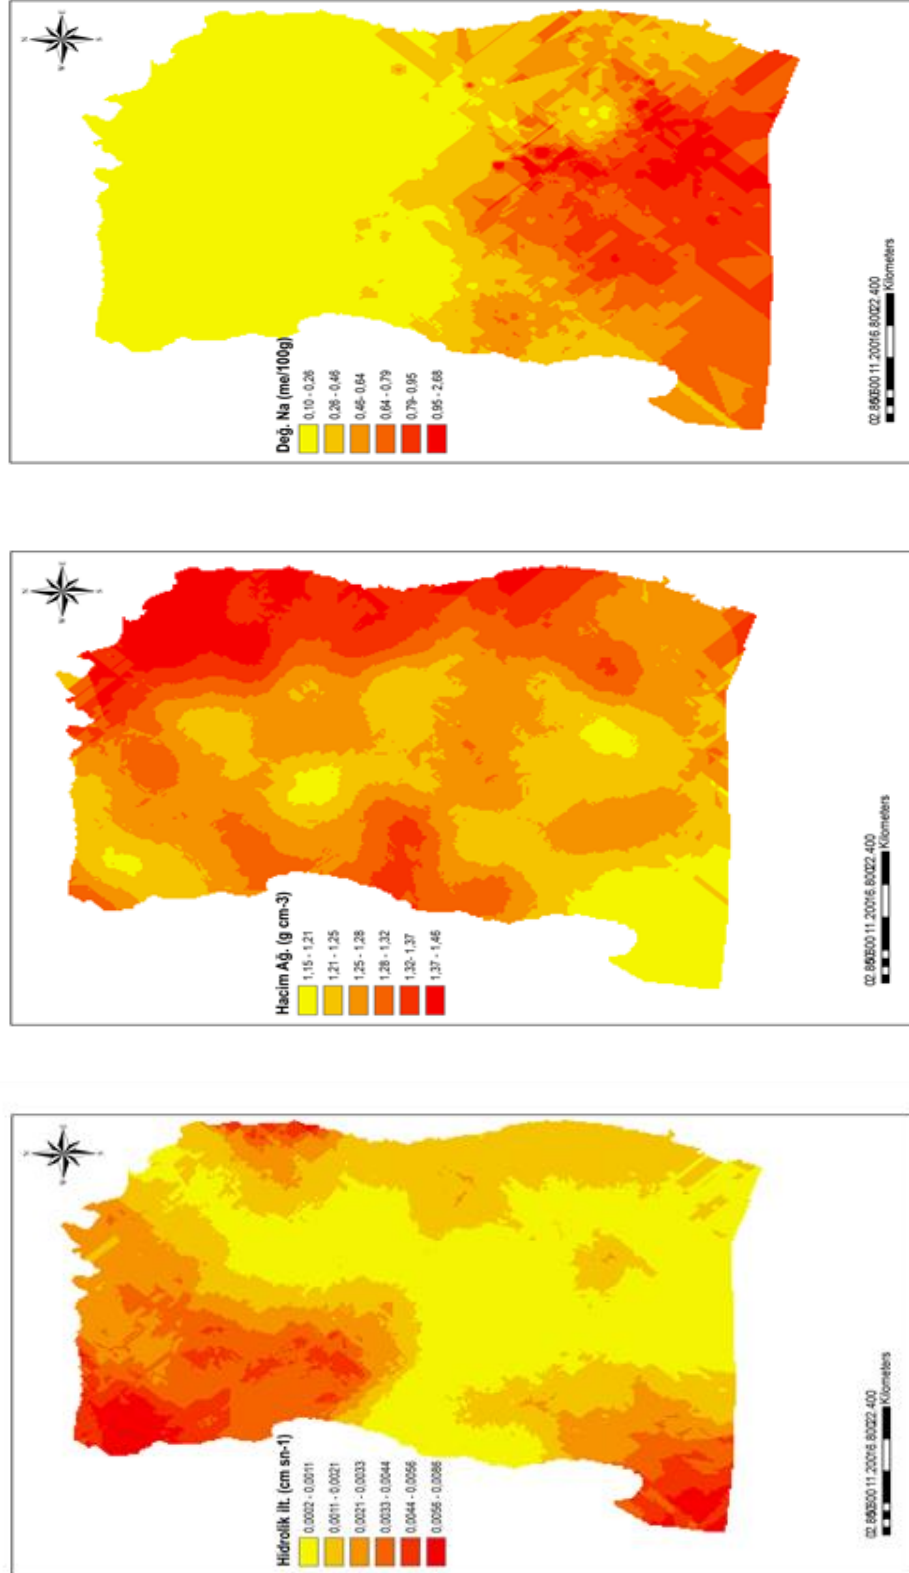 Değ. Na (me/100g)
0,10 - 0,26
0,26 - 0,46
0,46- 0,64
0,64 - 0,79
0,79- 0,95
0,95 - 2,68
Kilometers
Hacim Ağ. (g cm-3)
1,15 - 1,21
1,21 - 1,25
1,25 - 1,28
1,28 - 1,32
1,32- 1,37
1,37 - 1,46
Kilometers
Hidrolik ilt. (cm sn-1)
0,0002 - 0,0011
0,0011 - 0,0021
0,0021 - 0,0033
0,0033 - 0,0044
0,0044 - 0,0056
0,0056 - 0,0086
Kilometers